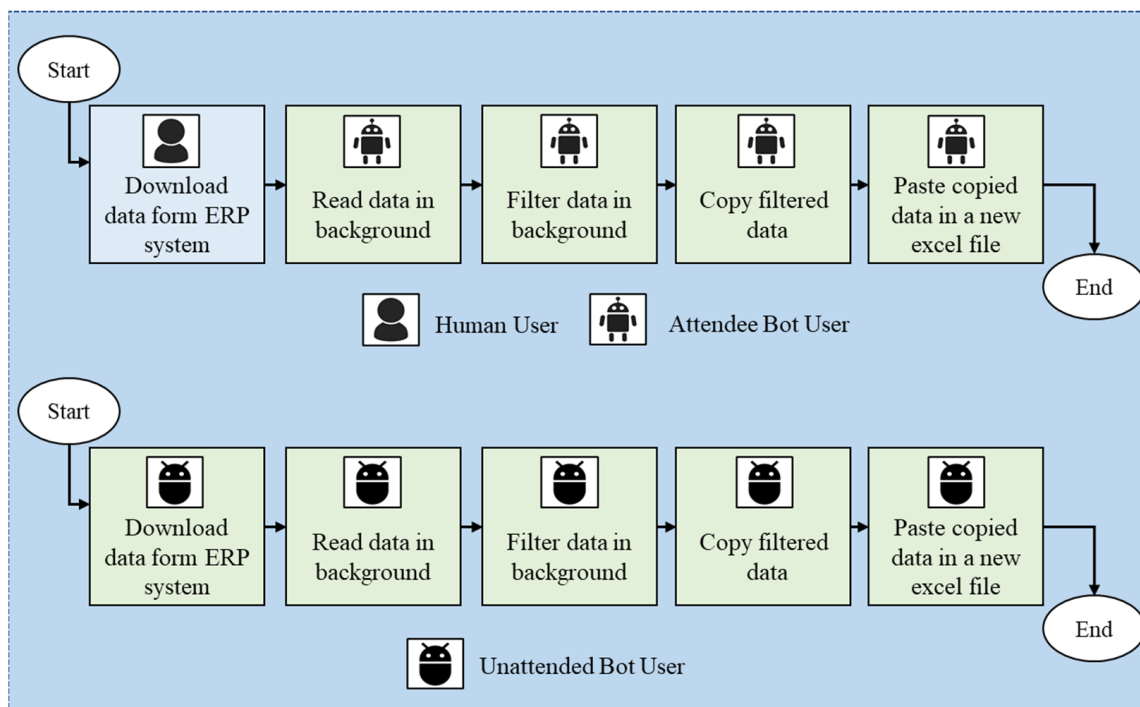 Start
Download
data form ERP
system
Read data in
background
Filter data in
background
Copy filtered
data
Paste copied
data in a new
excel file
End
Human User
Attendee Bot User
Start
Download
data form ERP
system
Read data in
background
Filter data in
background
Copy filtered
data
Paste copied
data in a new
excel file
End
Unattended Bot User